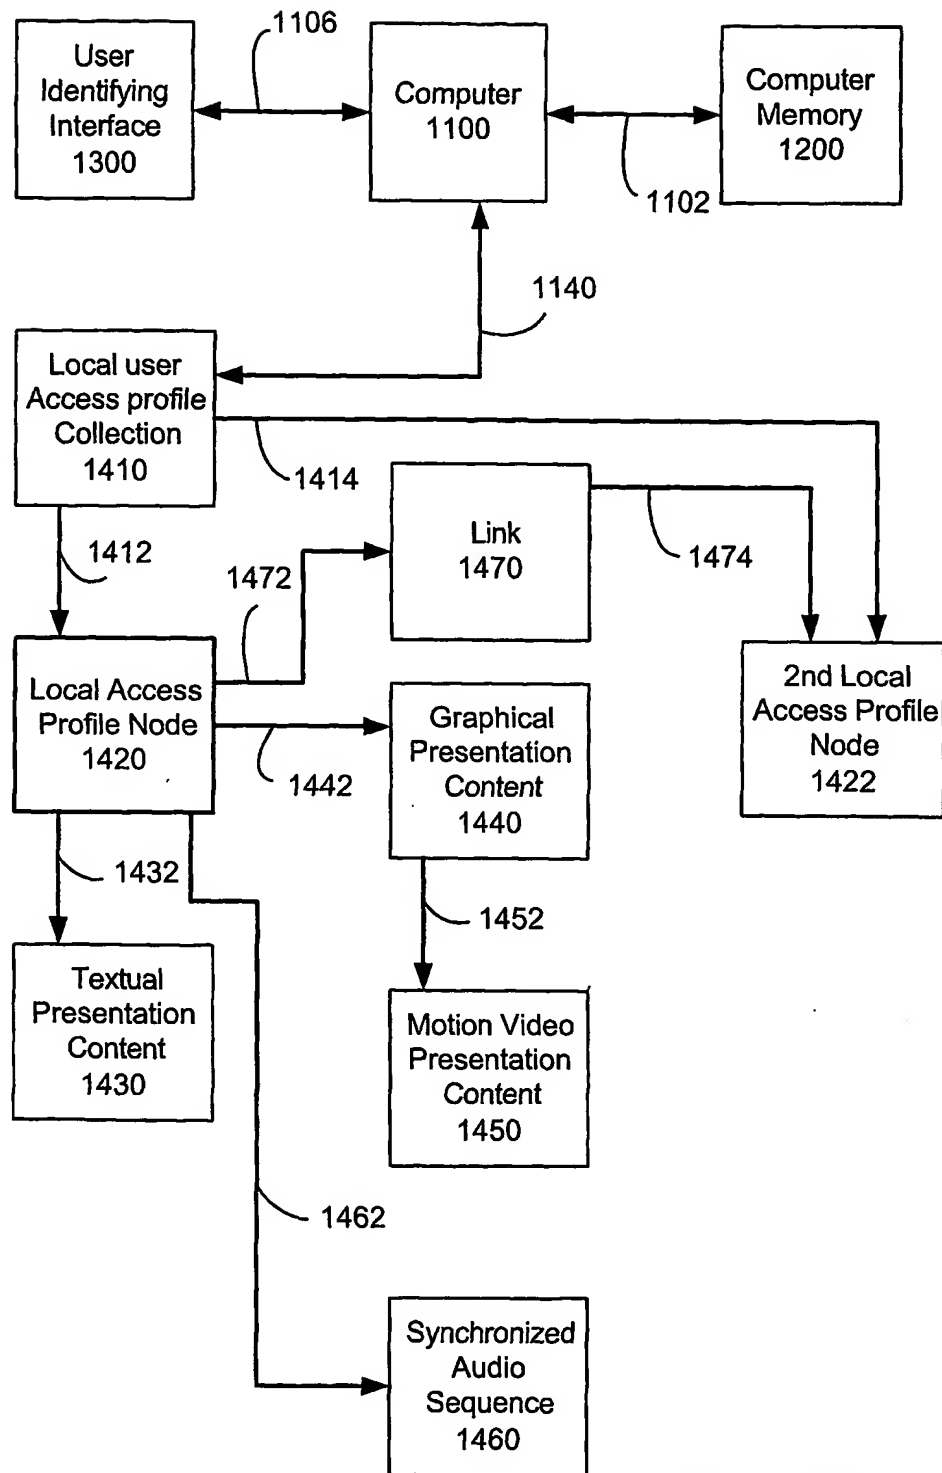 1106
User
Identifying
Interface
1300
Computer
1100
Computer
Memory
1200
1102
1140
Local user
Access profile
Collection
1410
1414
1412
1472
Link
1470
1474
Local Access
Profile Node
1420
1442
Graphical
Presentation
Content
1440
2nd Local
Access Profile
Node
1422
1432
1452
Textual
Presentation
Content
1430
Motion Video
Presentation
Content
1450
1462
Synchronized
Audio
Sequence
1460